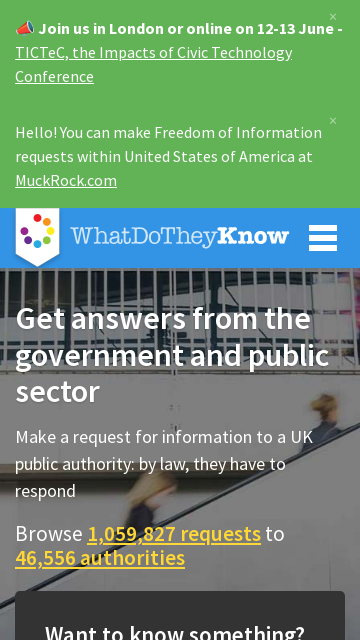 ×
📣 Join us in London or online on 12-13 June -
TICTeC, the Impacts of Civic Technology
Conference
×
Hello! You can make Freedom of Information
requests within United States of America at
MuckRock.com
WhatDoTheyKnow
Get answers from the
government and public
sector
Make a request for information to a UK
public authority: by law, they have to
respond
Browse 1,059,827 requests to
46,556 authorities
Want to know something?